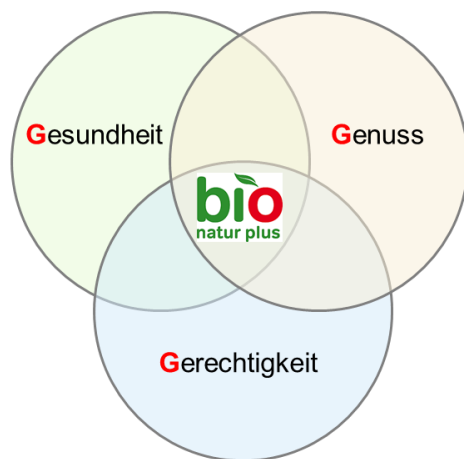 Gesundheit
Genuss
bio
natur plus
Gerechtigkeit